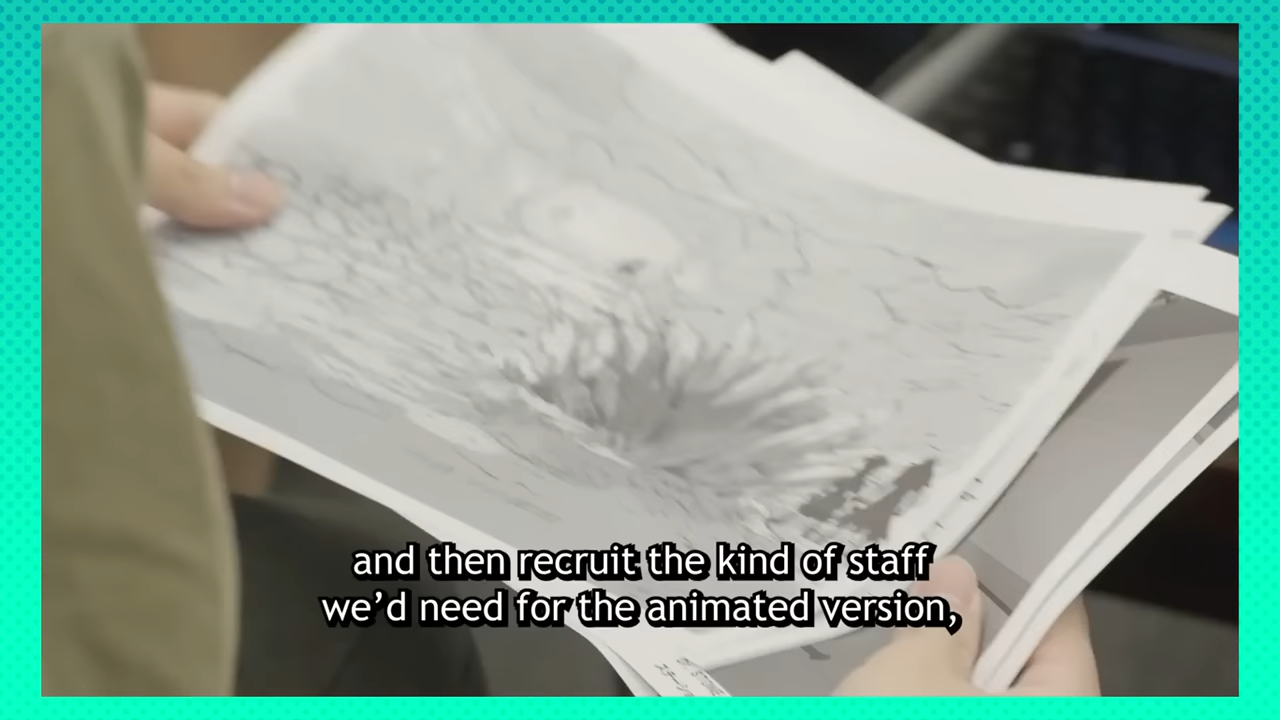 and then recruit the kind of staff
we’d need for the animated version,